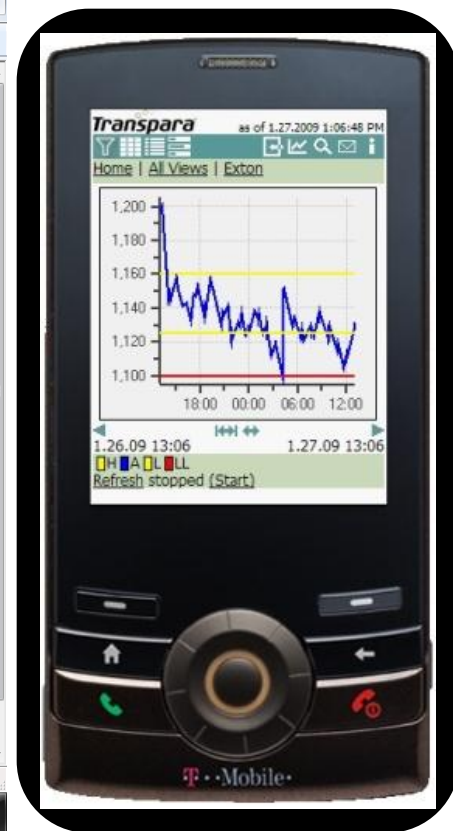 Transpara as of 1.27.2009 1:06:48 PM
Home | All Views | Exton
1,200
1,180
1,160
1,140
1,120
1,100
18:00 00:00 06:00 12:00
1.26.09 13:06 1.27.09 13:06
H A L LL
Refresh stopped (Start)
T··Mobile·